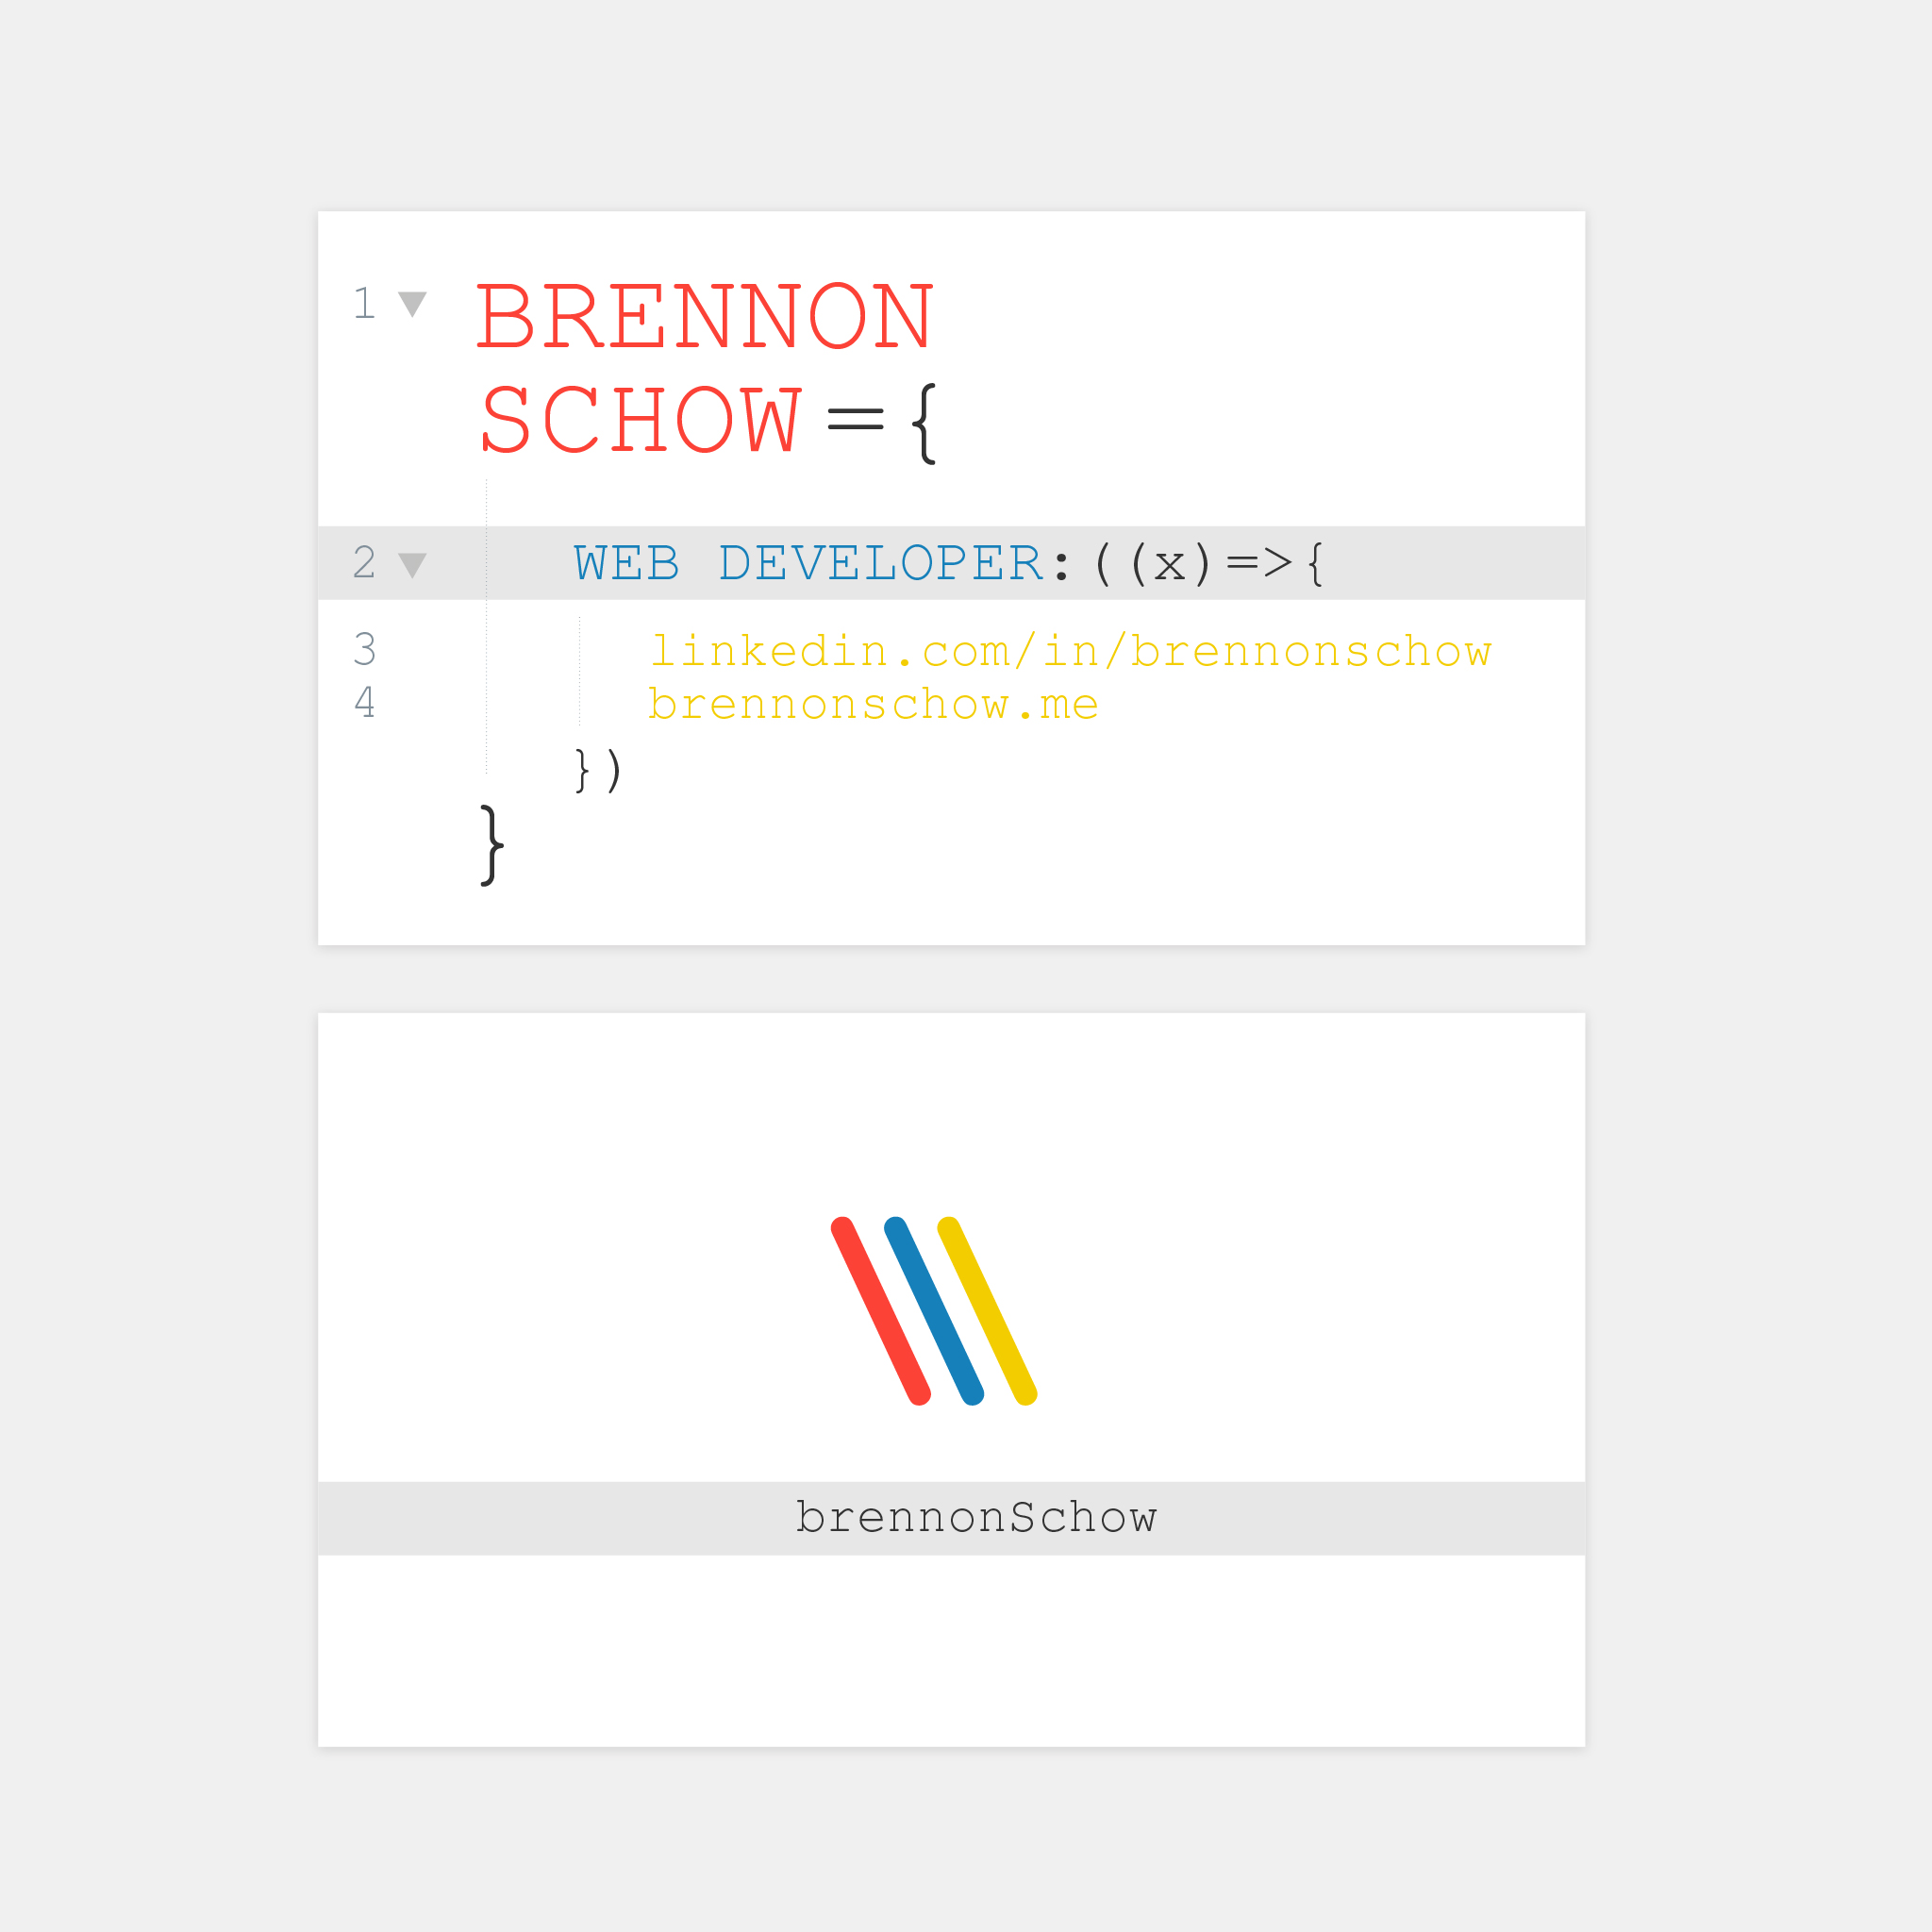 1 ▼ BRENNON
SCHOW={
2 ▼ WEB DEVELOPER:((x)=>{
3 linkedin.com/in/brennonschow
4 brennonschow.me
})
}
brennonSchow